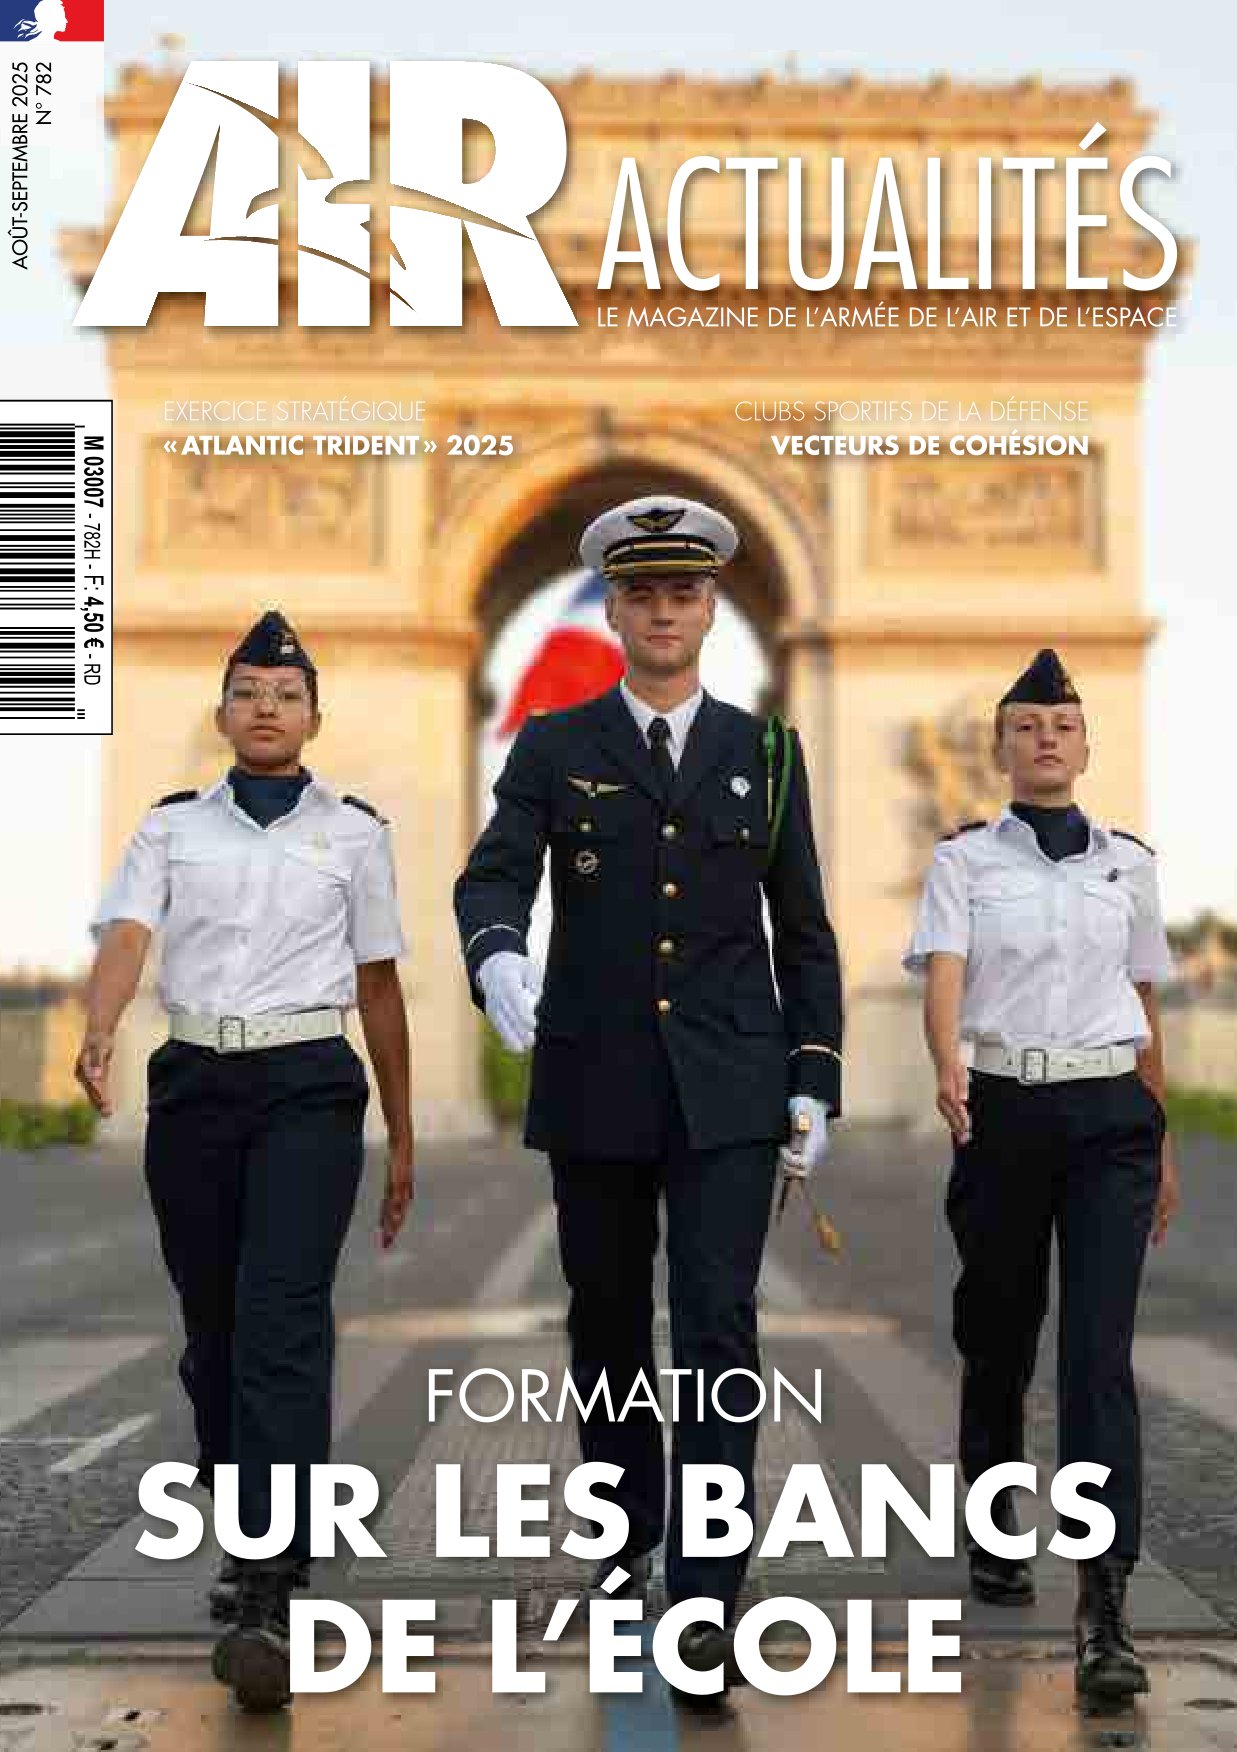 AOÛT-SEPTEMBRE 2025
N° 782
AIR ACTUALITÉS
LE MAGAZINE DE L'ARMÉE DE L'AIR ET DE L'ESPACE
EXERCICE STRATÉGIQUE
« ATLANTIC TRIDENT » 2025
CLUBS SPORTIFS DE LA DÉFENSE
VECTEURS DE COHÉSION
M 03007 - 782H - F: 4,50 € - RD
FORMATION
SUR LES BANCS
DE L'ÉCOLE